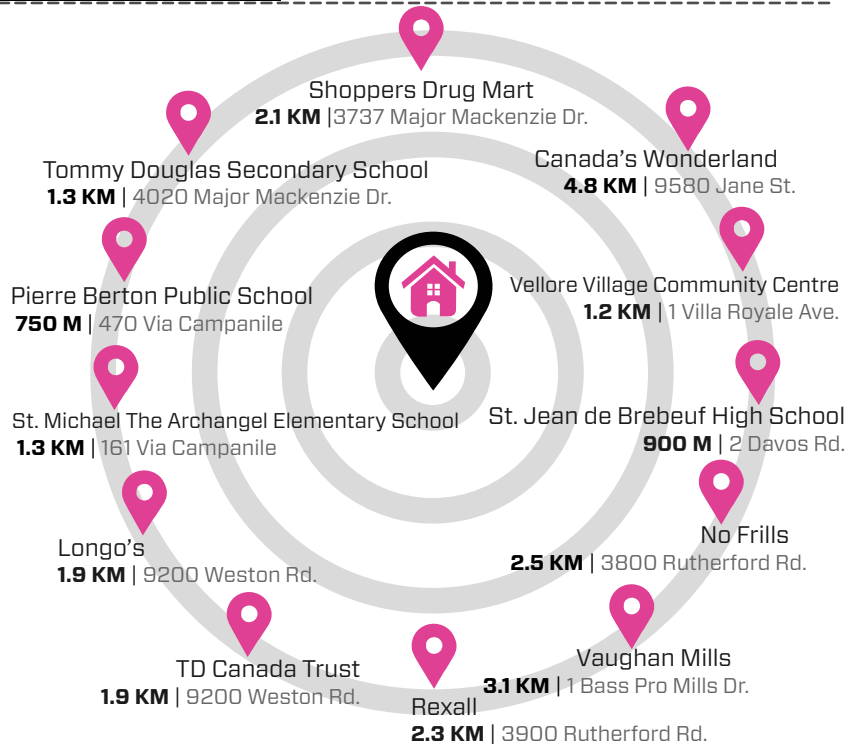 Shoppers Drug Mart
2.1 KM |3737 Major Mackenzie Dr.
Tommy Douglas Secondary School
1.3 KM | 4020 Major Mackenzie Dr.
Canada's Wonderland
4.8 KM | 9580 Jane St.
Pierre Berton Public School
750 M | 470 Via Campanile
Vellore Village Community Centre
1.2 KM | 1 Villa Royale Ave.
St. Michael The Archangel Elementary School
1.3 KM | 161 Via Campanile
St. Jean de Brebeuf High School
900 M | 2 Davos Rd.
Longo's
1.9 KM | 9200 Weston Rd.
No Frills
2.5 KM | 3800 Rutherford Rd.
TD Canada Trust
1.9 KM | 9200 Weston Rd.
Vaughan Mills
3.1 KM | 1 Bass Pro Mills Dr.
Rexall
2.3 KM | 3900 Rutherford Rd.